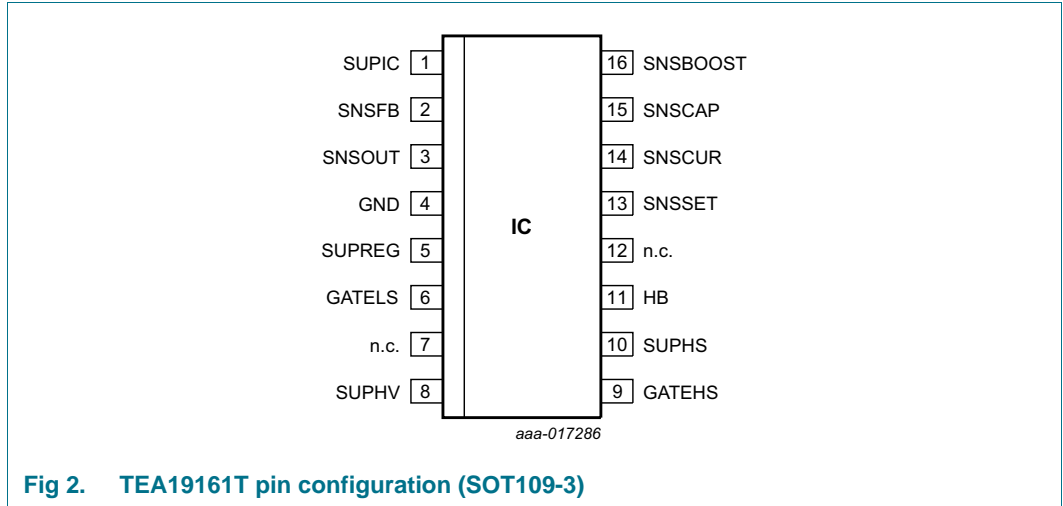 SUPIC 1
SNSFB 2
SNSOUT 3
GND 4
SUPREG 5
GATELS 6
n.c. 7
SUPHV 8
IC
16 SNSBOOST
15 SNSCAP
14 SNSCUR
13 SNSSET
12 n.c.
11 HB
10 SUPHS
9 GATEHS
aaa-017286
Fig 2. TEA19161T pin configuration (SOT109-3)